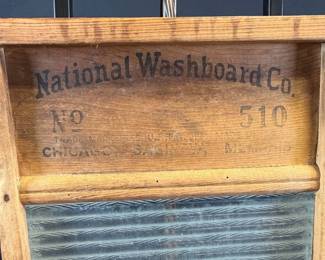 National Washboard Co.
No 510
CHICAGO, SAGINAW, MEMPHIS